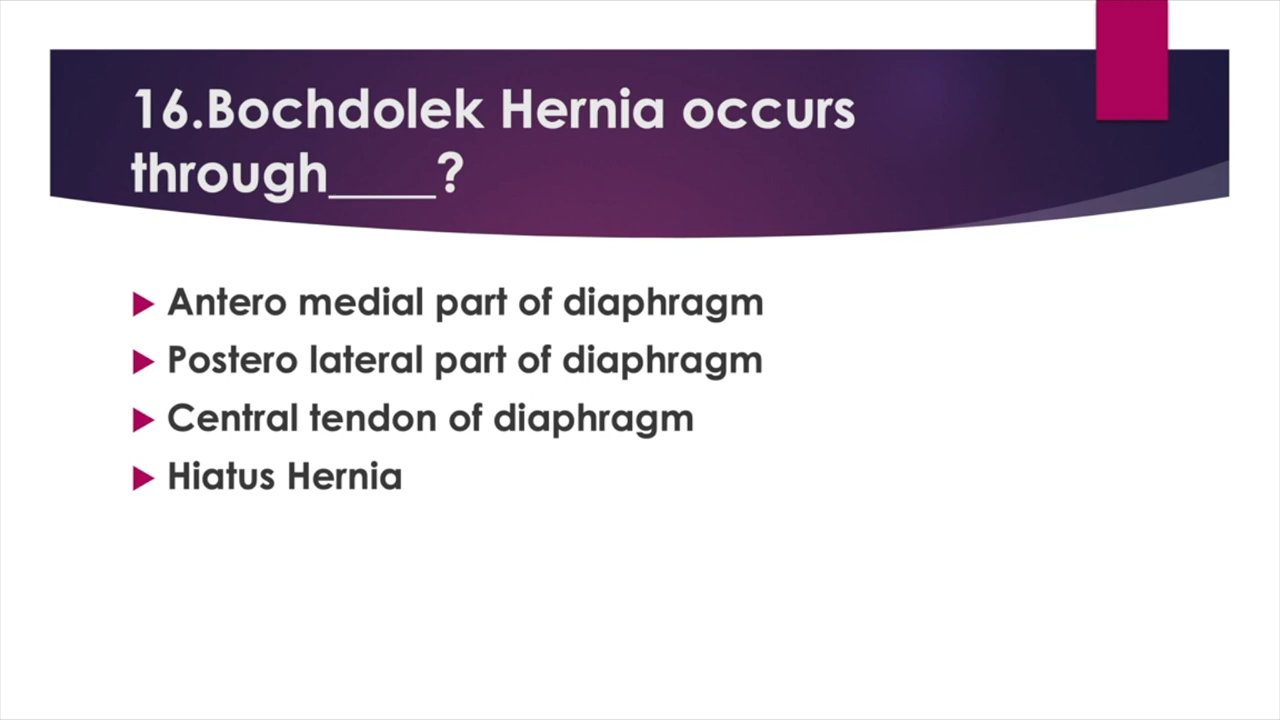 16.Bochdolek Hernia occurs
through____?
Antero medial part of diaphragm
Postero lateral part of diaphragm
Central tendon of diaphragm
Hiatus Hernia